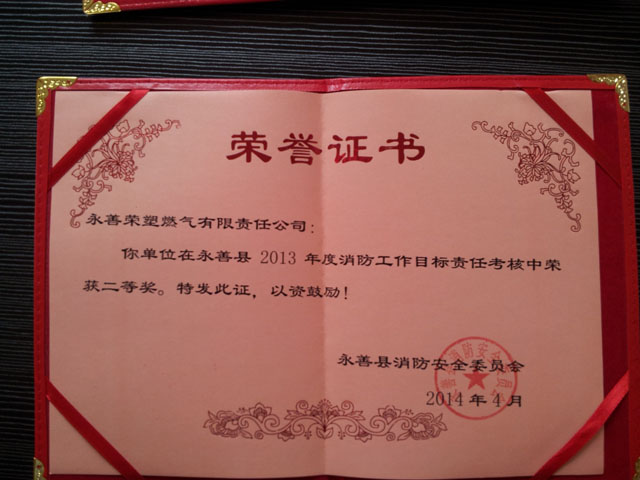 荣誉证书
永善荣塑燃气有限责任公司：
你单位在永善县 2013 年度消防工作目标责任考核中荣
获二等奖。特发此证，以资鼓励！
永善县消防安全委员会
2014 年 4 月